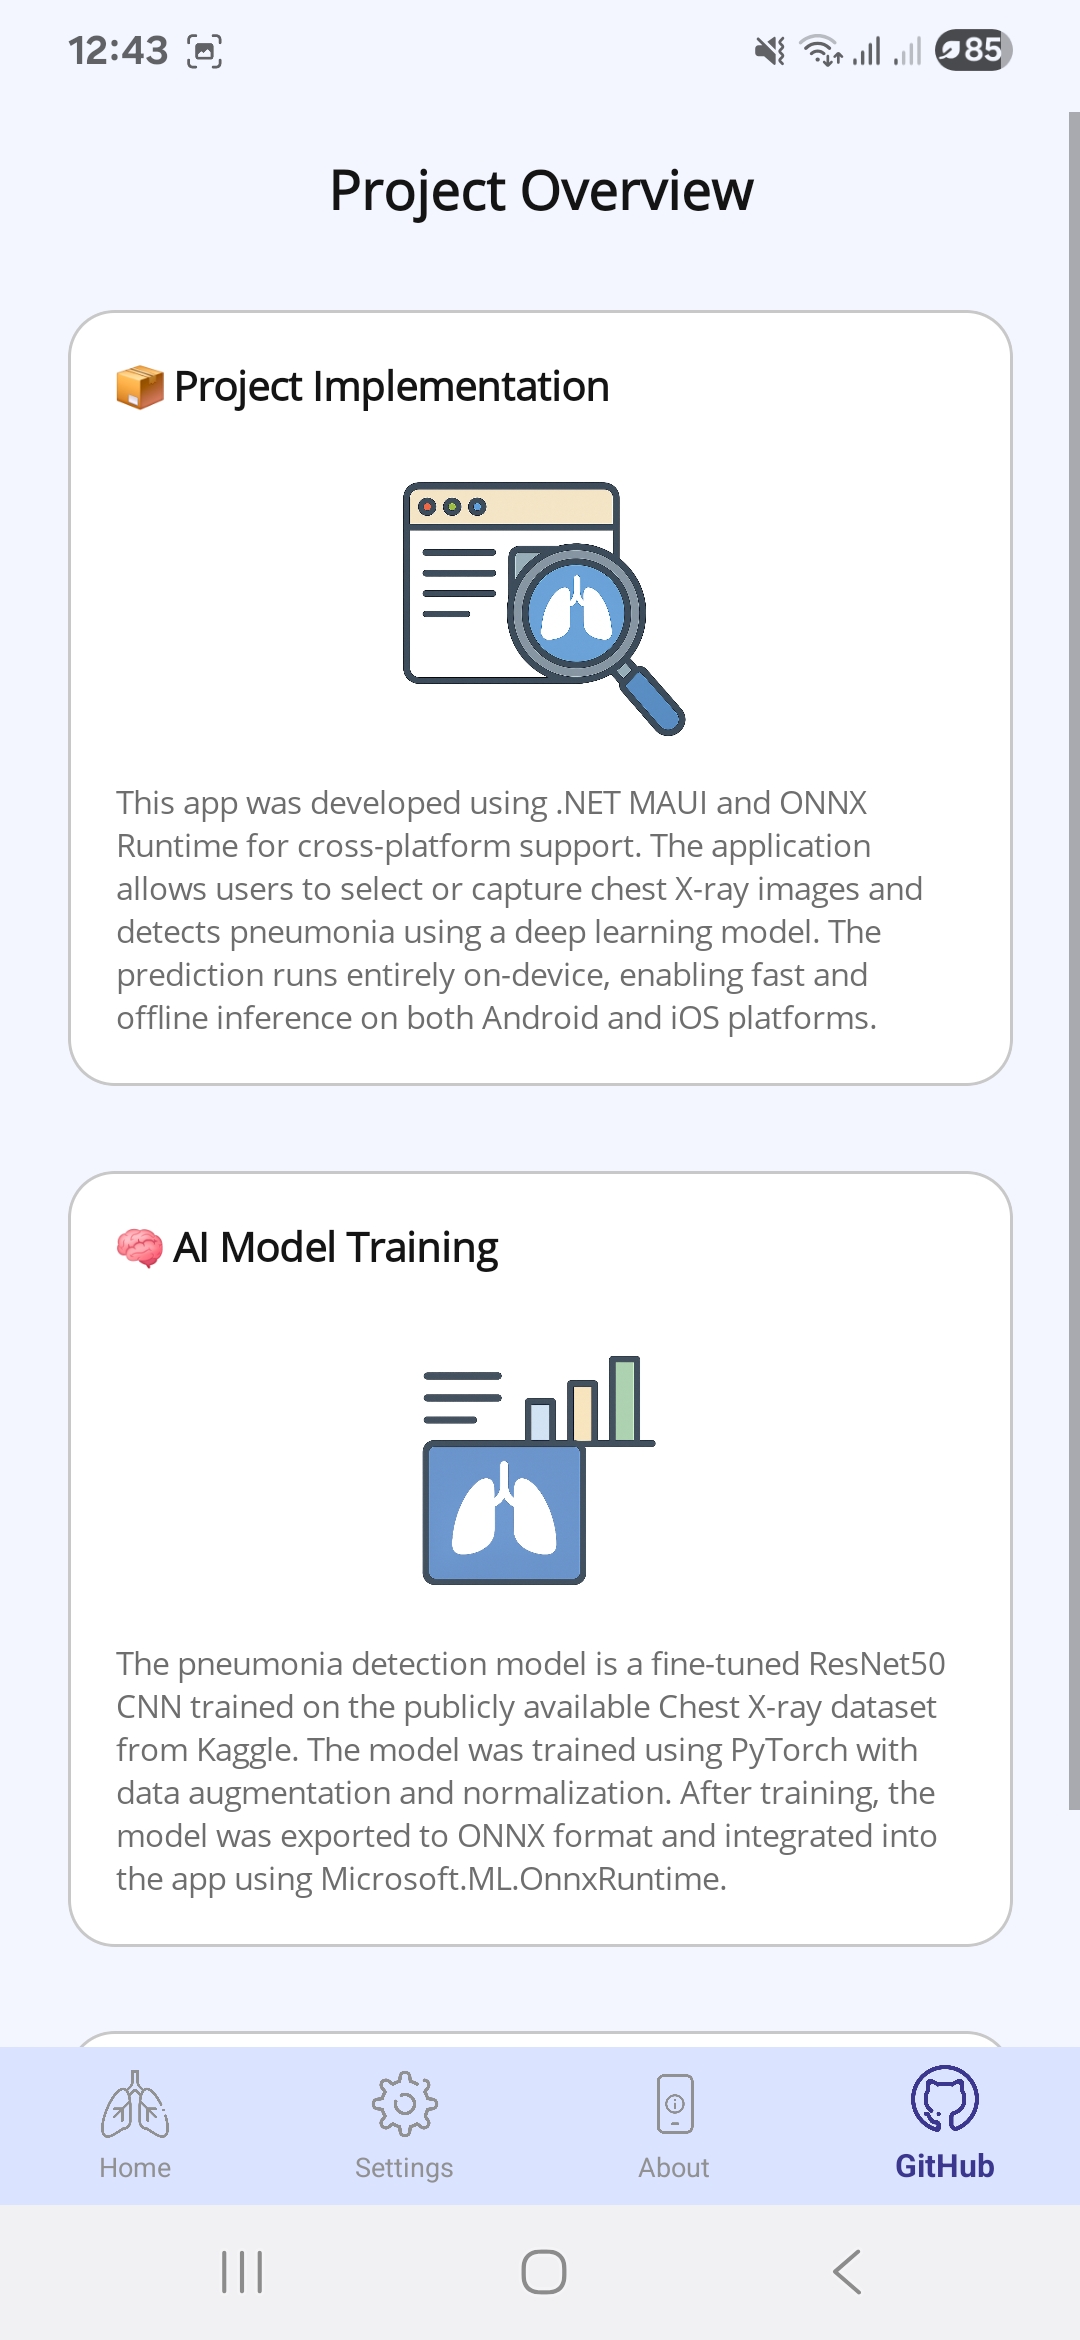 12:43
85
Project Overview
📦 Project Implementation
This app was developed using .NET MAUI and ONNX
Runtime for cross-platform support. The application
allows users to select or capture chest X-ray images and
detects pneumonia using a deep learning model. The
prediction runs entirely on-device, enabling fast and
offline inference on both Android and iOS platforms.
🧠 AI Model Training
The pneumonia detection model is a fine-tuned ResNet50
CNN trained on the publicly available Chest X-ray dataset
from Kaggle. The model was trained using PyTorch with
data augmentation and normalization. After training, the
model was exported to ONNX format and integrated into
the app using Microsoft.ML.OnnxRuntime.
Home
Settings
About
GitHub